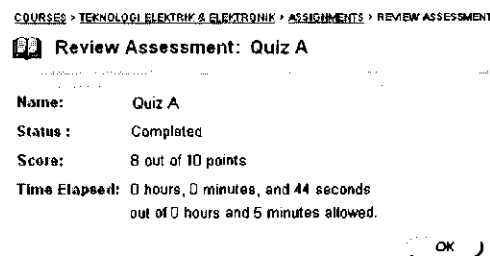 COURSES > TEKNOLOGI ELEKTRIK & ELEKTRONIK > ASSIGNMENTS > REVIEW ASSESSMENT
Review Assessment: Quiz A
Name: Quiz A
Status : Completed
Score: 8 out of 10 points
Time Elapsed: 0 hours, 0 minutes, and 44 seconds
out of 0 hours and 5 minutes allowed.
OK